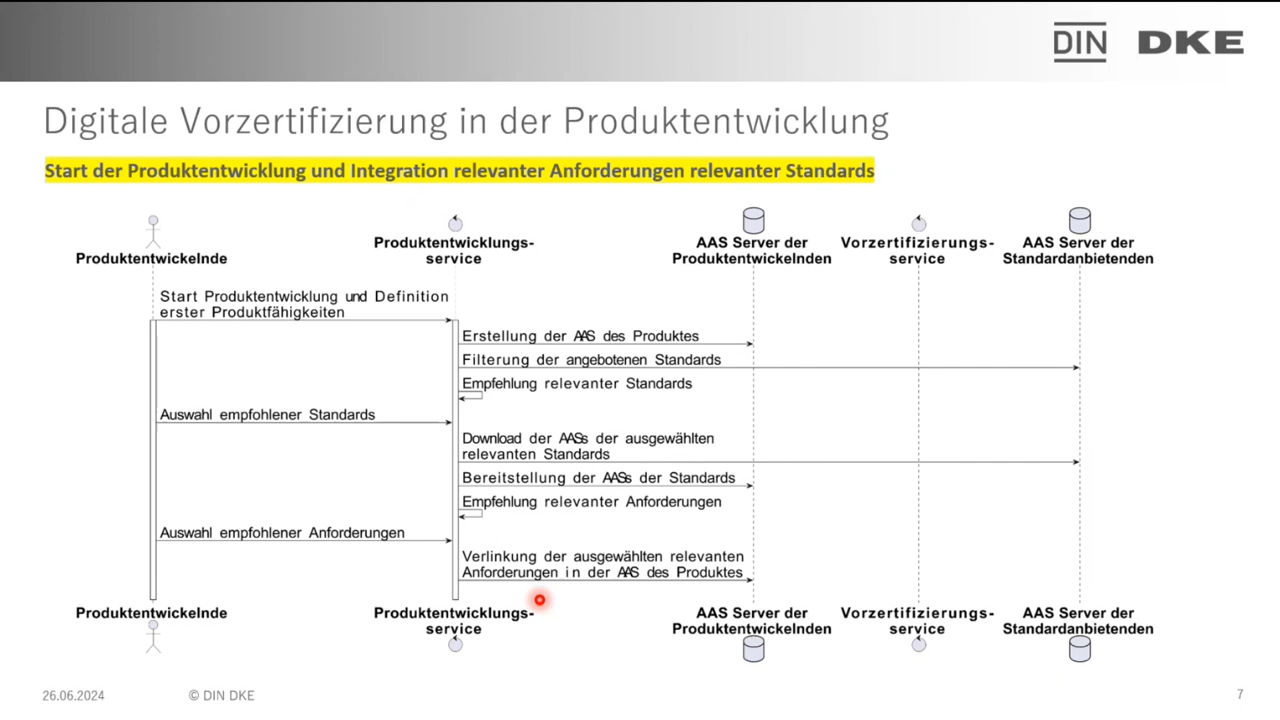 DIN DKE
Digitale Vorzertifizierung in der Produktentwicklung
Start der Produktentwicklung und Integration relevanter Anforderungen relevanter Standards
Produktentwickelnde
Produktentwicklungs-
service
AAS Server der
Produktentwickelnden
Vorzertifizierungs-
service
AAS Server der
Standardanbietenden
Start Produktentwicklung und Definition
erster Produktfähigkeiten
Erstellung der AAS des Produktes
Filterung der angebotenen Standards
Empfehlung relevanter Standards
Auswahl empfohlener Standards
Download der AASs der ausgewählten
relevanten Standards
Bereitstellung der AASs der Standards
Empfehlung relevanter Anforderungen
Auswahl empfohlener Anforderungen
Verlinkung der ausgewählten relevanten
Anforderungen in der AAS des Produktes
Produktentwickelnde
Produktentwicklungs-
service
AAS Server der
Produktentwickelnden
Vorzertifizierungs-
service
AAS Server der
Standardanbietenden
26.06.2024
© DIN DKE
7